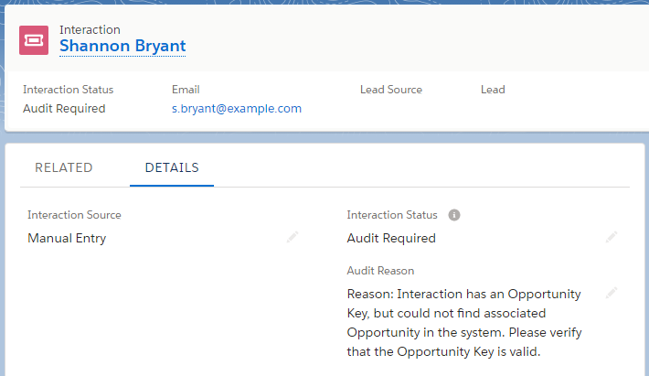 Interaction
Shannon Bryant
Interaction Status Email Lead Source Lead
Audit Required s.bryant@example.com
RELATED DETAILS
Interaction Source Interaction Status
Manual Entry Audit Required
Audit Reason
Reason: Interaction has an Opportunity
Key, but could not find associated
Opportunity in the system. Please verify
that the Opportunity Key is valid.